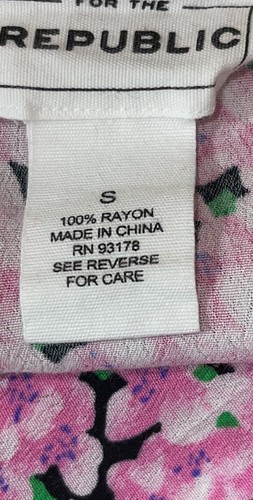 FOR THE
REPUBLIC
S
100% RAYON
MADE IN CHINA
RN 93178
SEE REVERSE
FOR CARE